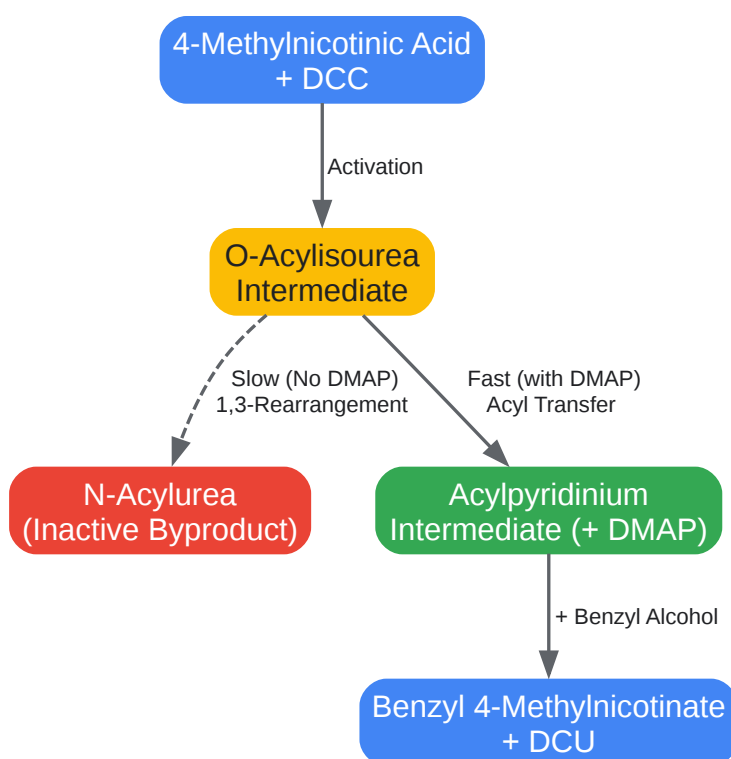 4-Methylnicotinic Acid
+ DCC
Activation
O-Acylisourea
Intermediate
Slow (No DMAP)
1,3-Rearrangement
Fast (with DMAP)
Acyl Transfer
N-Acylurea
(Inactive Byproduct)
Acylpyridinium
Intermediate (+ DMAP)
+ Benzyl Alcohol
Benzyl 4-Methylnicotinate
+ DCU